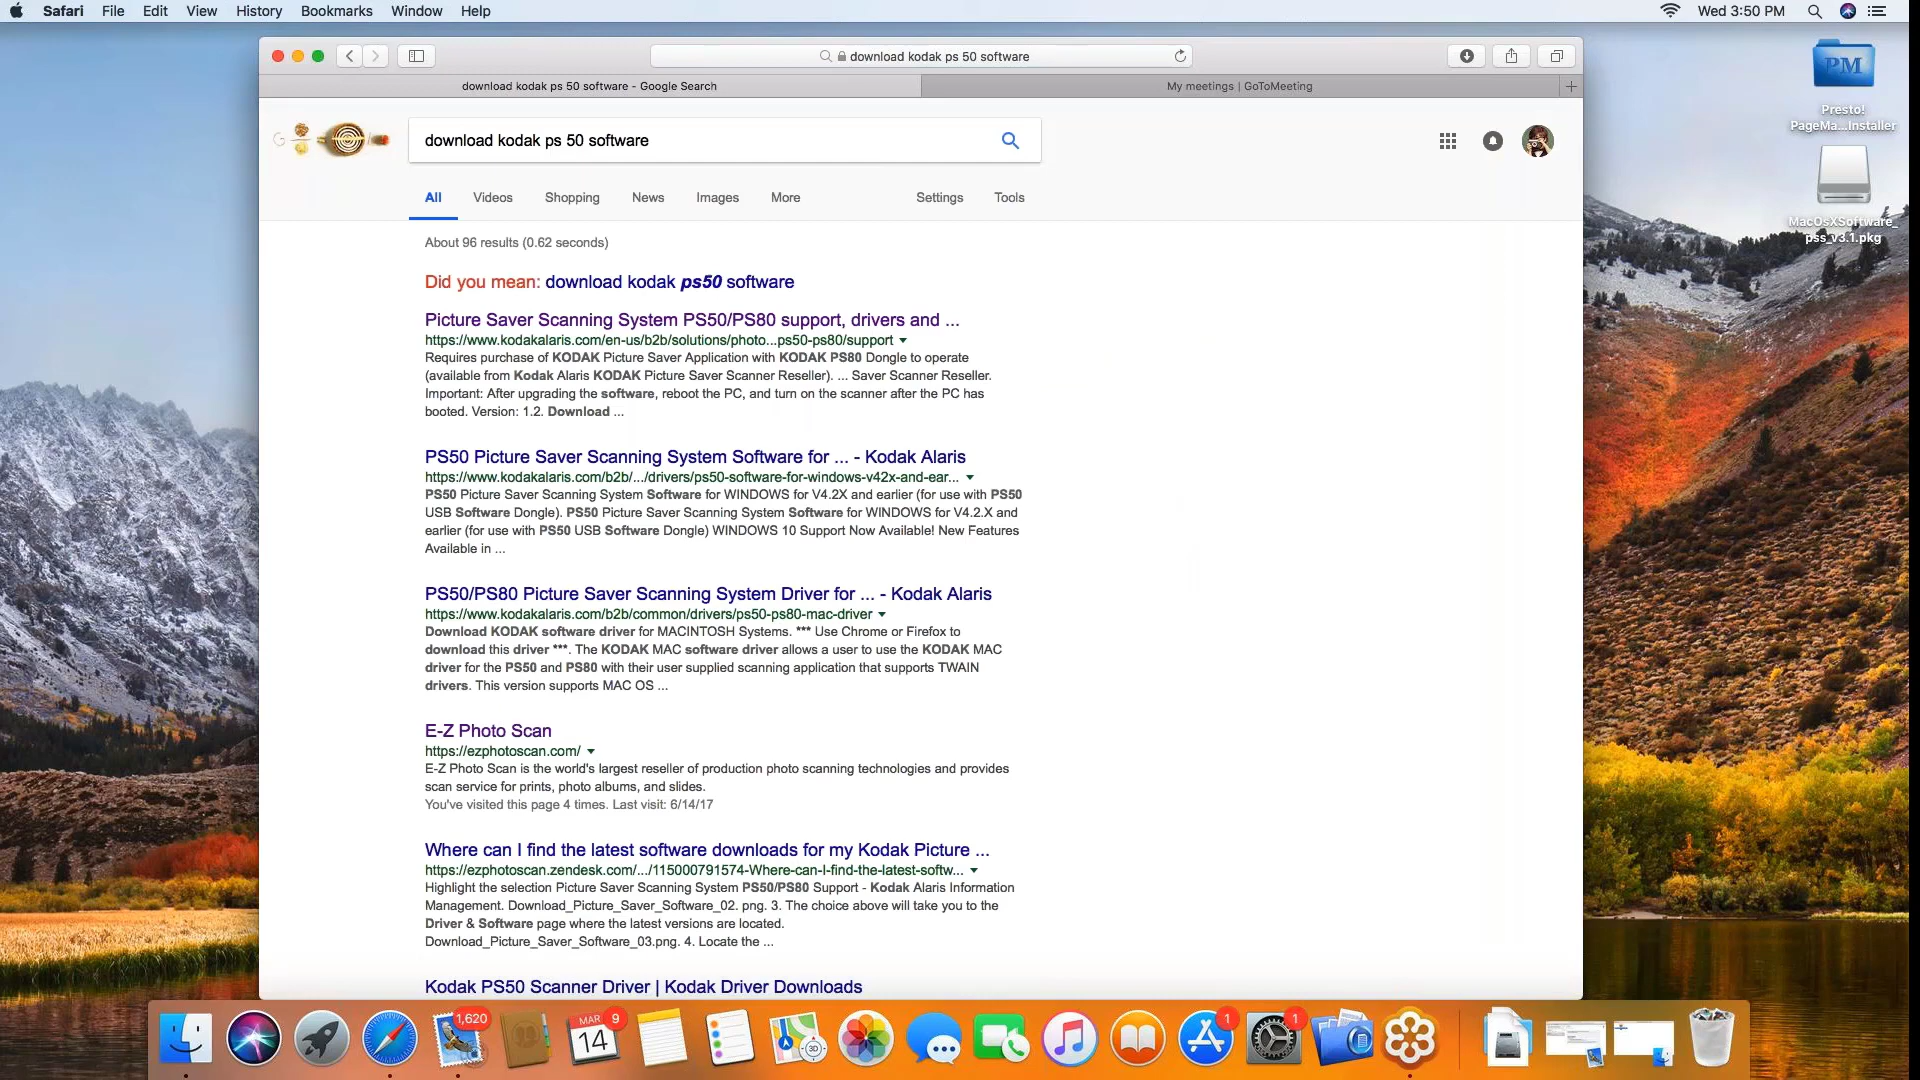 Safari File Edit View History Bookmarks Window Help
Wed 3:50 PM
download kodak ps 50 software
download kodak ps 50 software - Google Search
My meetings | GoToMeeting
PM
Presto!
PageMa...Installer
MacOsXSoftware_
pss_v3.1.pkg
download kodak ps 50 software
All Videos Shopping News Images More Settings Tools
About 96 results (0.62 seconds)
Did you mean: download kodak ps50 software
Picture Saver Scanning System PS50/PS80 support, drivers and ...
https://www.kodakalaris.com/en-us/b2b/solutions/photo...ps50-ps80/support
Requires purchase of KODAK Picture Saver Application with KODAK PS80 Dongle to operate
(available from Kodak Alaris KODAK Picture Saver Scanner Reseller). ... Saver Scanner Reseller.
Important: After upgrading the software, reboot the PC, and turn on the scanner after the PC has
booted. Version: 1.2. Download ...
PS50 Picture Saver Scanning System Software for ... - Kodak Alaris
https://www.kodakalaris.com/b2b/.../drivers/ps50-software-for-windows-v42x-and-ear...
PS50 Picture Saver Scanning System Software for WINDOWS for V4.2X and earlier (for use with PS50
USB Software Dongle). PS50 Picture Saver Scanning System Software for WINDOWS for V4.2.X and
earlier (for use with PS50 USB Software Dongle) WINDOWS 10 Support Now Available! New Features
Available in ...
PS50/PS80 Picture Saver Scanning System Driver for ... - Kodak Alaris
https://www.kodakalaris.com/b2b/common/drivers/ps50-ps80-mac-driver
Download KODAK software driver for MACINTOSH Systems. *** Use Chrome or Firefox to
download this driver ***. The KODAK MAC software driver allows a user to use the KODAK MAC
driver for the PS50 and PS80 with their user supplied scanning application that supports TWAIN
drivers. This version supports MAC OS ...
E-Z Photo Scan
https://ezphotoscan.com/
E-Z Photo Scan is the world's largest reseller of production photo scanning technologies and provides
scan service for prints, photo albums, and slides.
You've visited this page 4 times. Last visit: 6/14/17
Where can I find the latest software downloads for my Kodak Picture ...
https://ezphotoscan.zendesk.com/.../115000791574-Where-can-I-find-the-latest-softw...
Highlight the selection Picture Saver Scanning System PS50/PS80 Support - Kodak Alaris Information
Management. Download_Picture_Saver_Software_02. png. 3. The choice above will take you to the
Driver & Software page where the latest versions are located.
Download_Picture_Saver_Software_03.png. 4. Locate the ...
Kodak PS50 Scanner Driver | Kodak Driver Downloads
1,620
MAR
14
9
3D
1
1